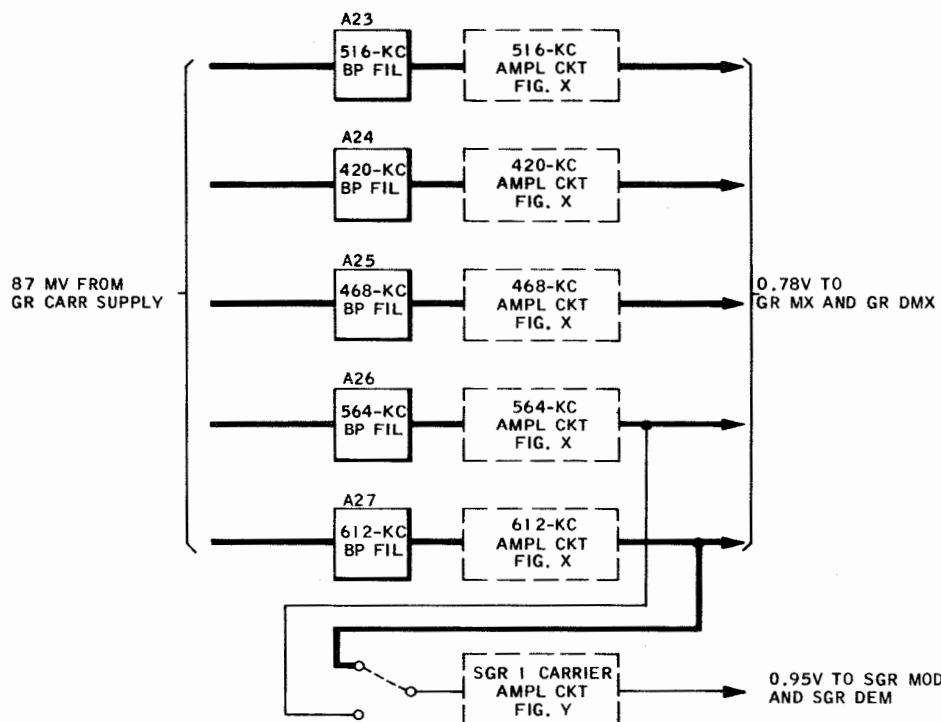 A23
516-KC
BP FIL
516-KC
AMPL CKT
FIG. X
A24
420-KC
BP FIL
420-KC
AMPL CKT
FIG. X
87 MV FROM
GR CARR SUPPLY
A25
468-KC
BP FIL
468-KC
AMPL CKT
FIG. X
0.78V TO
GR MX AND GR DMX
A26
564-KC
BP FIL
564-KC
AMPL CKT
FIG. X
A27
612-KC
BP FIL
612-KC
AMPL CKT
FIG. X
SGR I CARRIER
AMPL CKT
FIG. Y
0.95V TO SGR MOD
AND SGR DEM